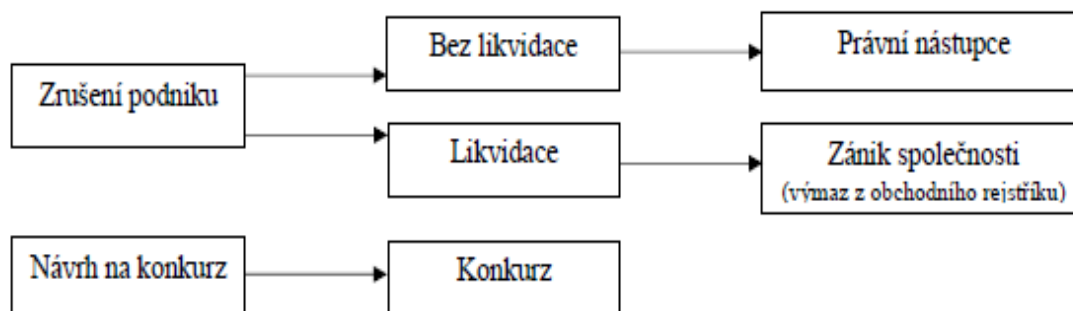 Zrušení podniku
Bez likvidace
Právní nástupce
Likvidace
Zánik společnosti
(výmaz z obchodního rejstříku)
Návrh na konkurz
Konkurz